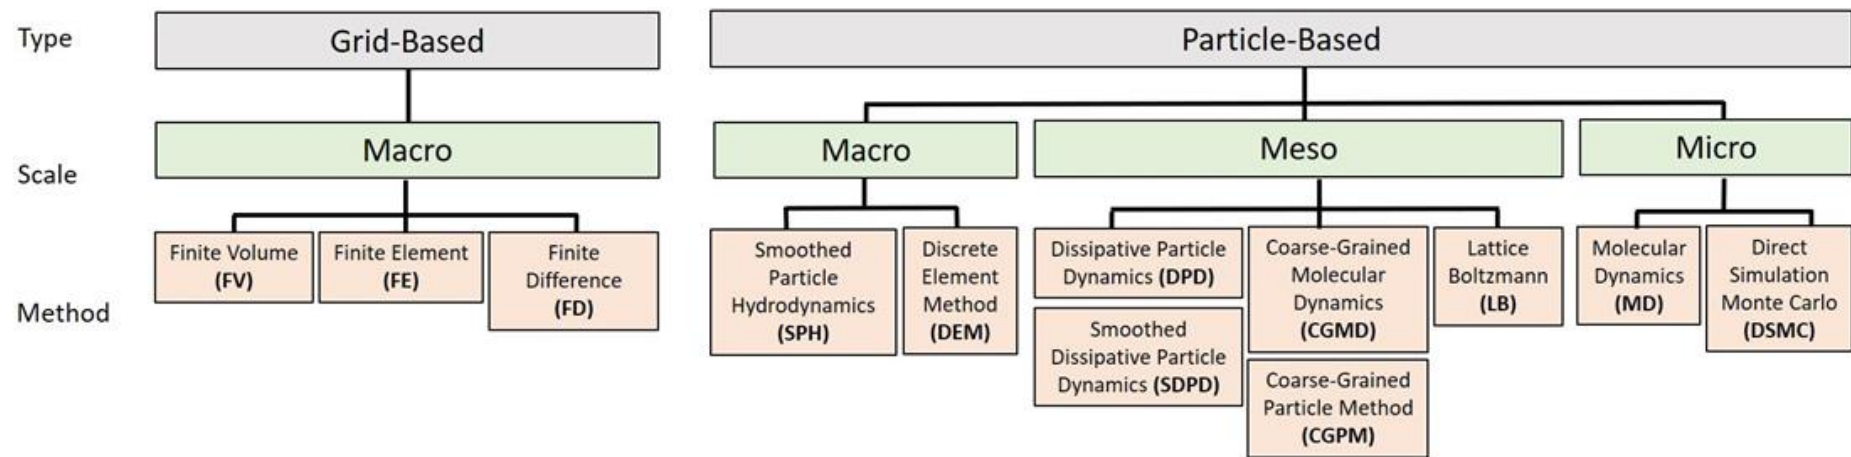 Type
Grid-Based
Particle-Based
Scale
Macro
Macro
Meso
Micro
Method
Finite Volume
(FV)
Finite Element
(FE)
Finite
Difference
(FD)
Smoothed
Particle
Hydrodynamics
(SPH)
Discrete
Element
Method
(DEM)
Dissipative Particle
Dynamics (DPD)
Smoothed
Dissipative Particle
Dynamics (SDPD)
Coarse-Grained
Molecular
Dynamics
(CGMD)
Coarse-Grained
Particle Method
(CGPM)
Lattice
Boltzmann
(LB)
Molecular
Dynamics
(MD)
Direct
Simulation
Monte Carlo
(DSMC)